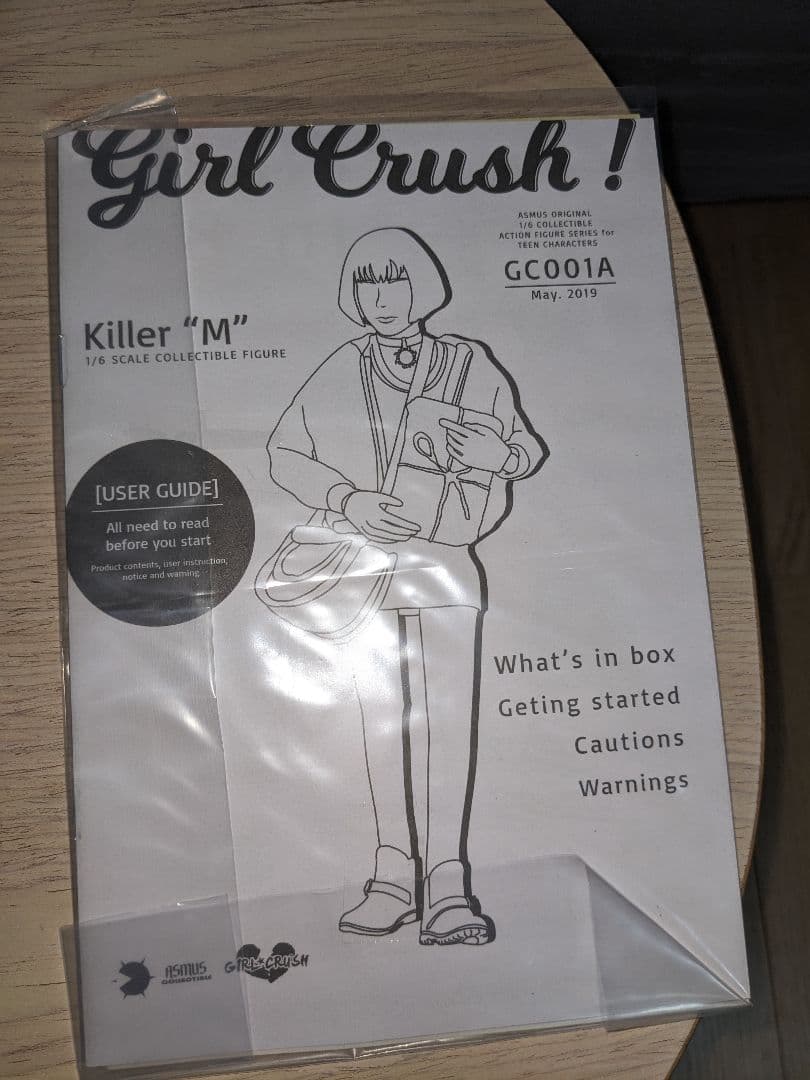 Girl Crush!
ASMUS ORIGINAL
1/6 COLLECTIBLE
ACTION FIGURE SERIES for
TEEN CHARACTERS
GC001A
May. 2019
Killer “M”
1/6 SCALE COLLECTIBLE FIGURE
[USER GUIDE]
All need to read
before you start
Product contents, user instruction,
notice and warning.
What's in box
Geting started
Cautions
Warnings
ASMUS
COLLECTIBLE
GIRL*CRUSH